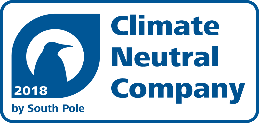 Climate
Neutral
Company
2018
by South Pole